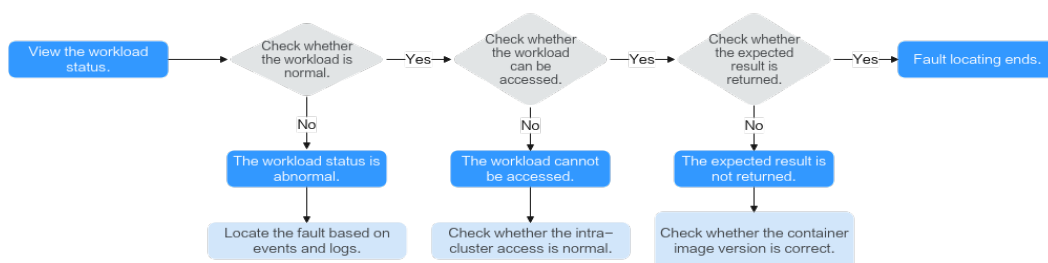 View the workload
status.
Check whether
the workload is
normal.
Yes
Check whether
the workload
can be
accessed.
Yes
Check whether
the expected
result is
returned.
Yes
Fault locating ends.
No
No
No
The workload status is
abnormal.
The workload cannot
be accessed.
The expected result is
not returned.
Locate the fault based on
events and logs.
Check whether the intra-
cluster access is normal.
Check whether the container
image version is correct.